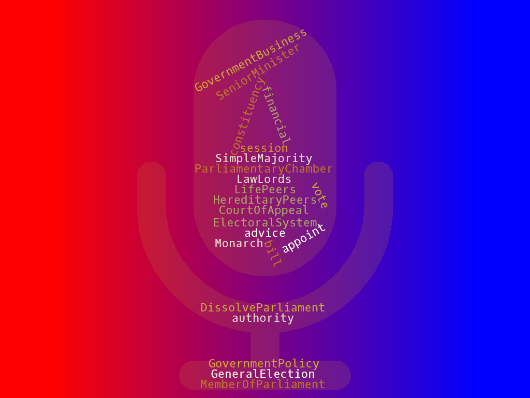 GovernmentBusiness
SeniorMinister
constituency
financial
session
SimpleMajority
ParliamentaryChamber
LawLords
LifePeers
vote
HereditaryPeers
CourtOfAppeal
ElectoralSystem
advice
appoint
Monarch
bill
DissolveParliament
authority
GovernmentPolicy
GeneralElection
MemberOfParliament